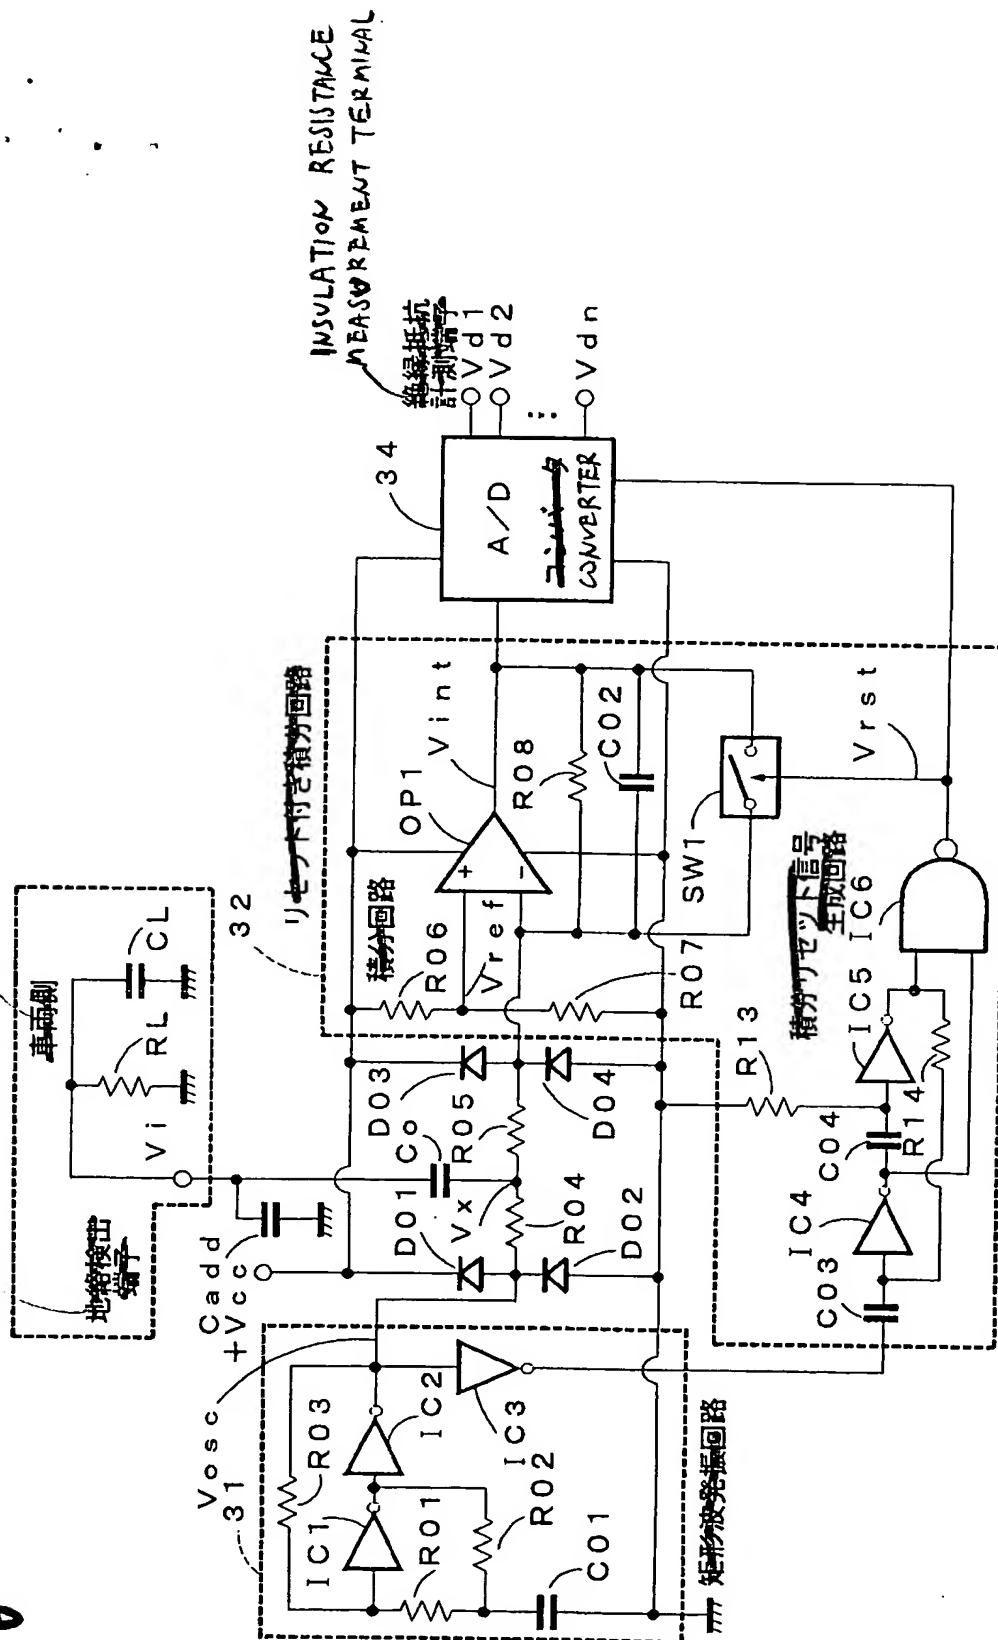 INSULATION RESISTANCE
MEASUREMENT TERMINAL
絶縁抵抗
計測端子
Vd1
Vd2
Vdn
34
A/D
コンバータ
CONVERTER
リセット付き積分回路
32
積分回路
OP1
Vint
R06
Vref
R07
R08
C02
SW1
Vrst
積分リセット信号
生成回路
IC6
IC5
R13
C04
R14
IC4
C03
車両側
CL
RL
Vi
地絡検出
端子
Cadd
+Vcc
D03
Co
R05
D04
D01
Vx
R04
D02
Vosc
31
R03
IC1
IC2
IC3
R01
R02
C01
矩形波発振回路